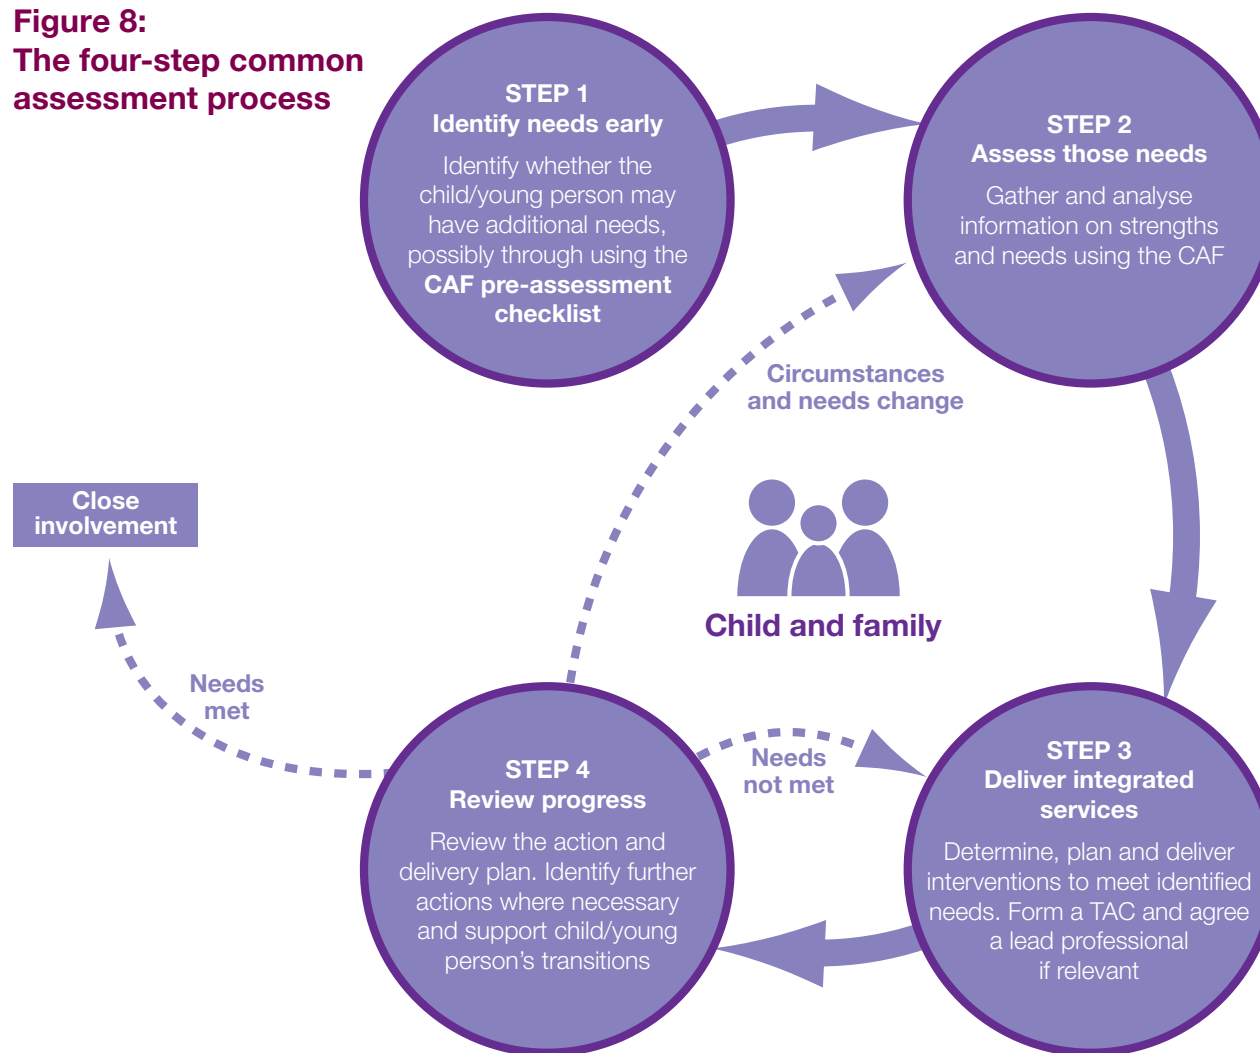 Figure 8:
The four-step common
assessment process
STEP 1
Identify needs early
Identify whether the
child/young person may
have additional needs,
possibly through using the
CAF pre-assessment
checklist
STEP 2
Assess those needs
Gather and analyse
information on strengths
and needs using the CAF
Circumstances
and needs change
Close
involvement
Child and family
Needs
met
Needs
not met
STEP 4
Review progress
Review the action and
delivery plan. Identify further
actions where necessary
and support child/young
person’s transitions
STEP 3
Deliver integrated
services
Determine, plan and deliver
interventions to meet identified
needs. Form a TAC and agree
a lead professional
if relevant